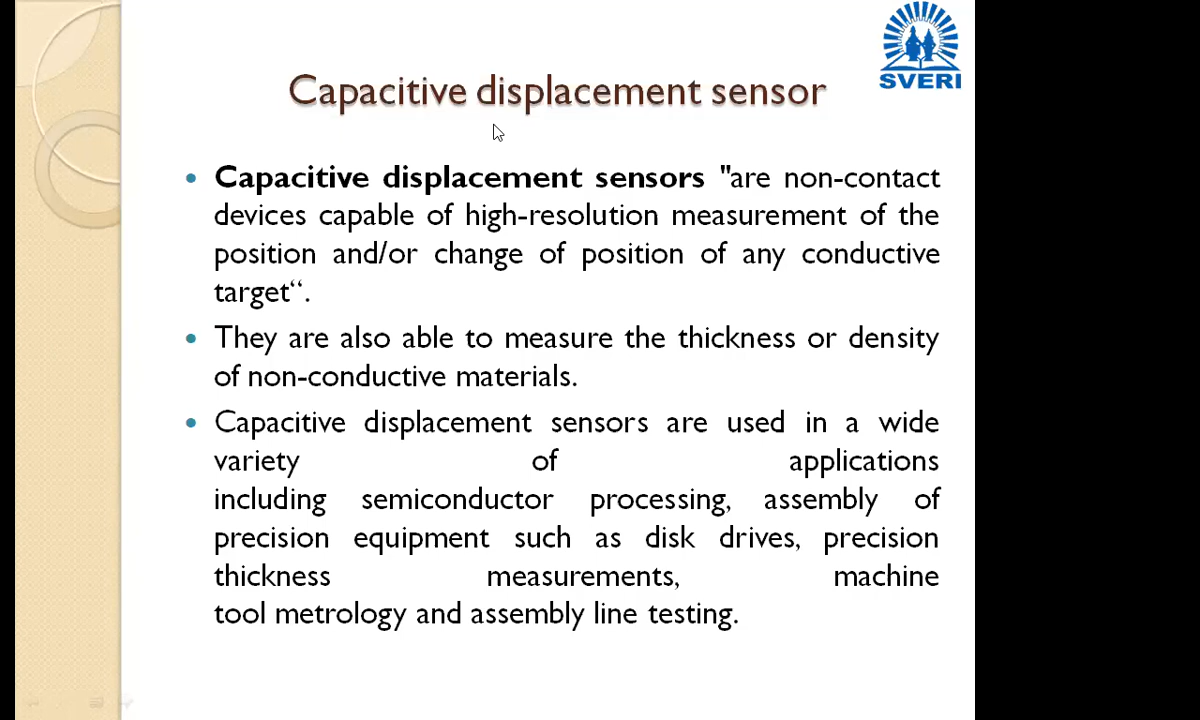 SVERI
Capacitive displacement sensor
• Capacitive displacement sensors "are non-contact
devices capable of high-resolution measurement of the
position and/or change of position of any conductive
target“.
• They are also able to measure the thickness or density
of non-conductive materials.
• Capacitive displacement sensors are used in a wide
variety of applications
including semiconductor processing, assembly of
precision equipment such as disk drives, precision
thickness measurements, machine
tool metrology and assembly line testing.